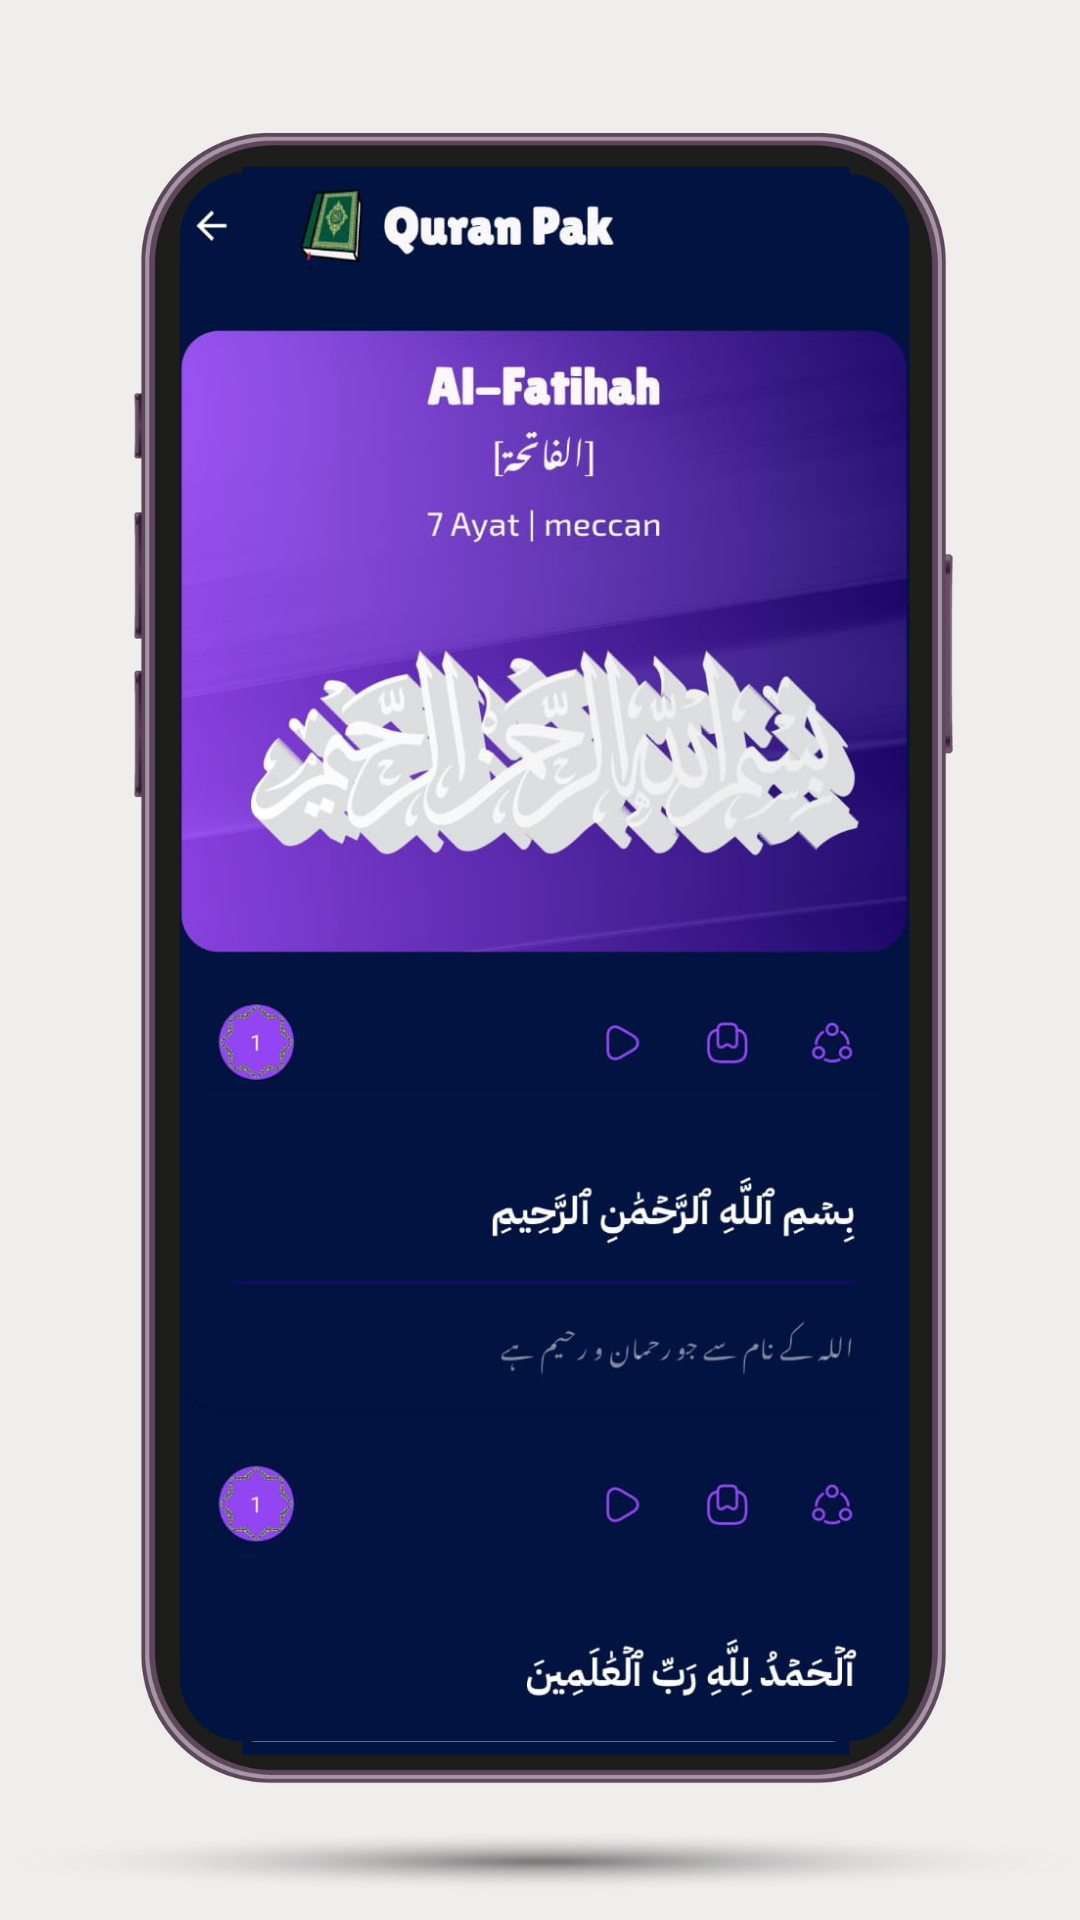 Quran Pak
Al-Fatihah
[الفاتحة]
7 Ayat | meccan
بسم الله الرحمن الرحيم
1
بِسۡمِ ٱللَّهِ ٱلرَّحۡمَٰنِ ٱلرَّحِيمِ
اللہ کے نام سے جو رحمان و رحیم ہے
1
ٱلۡحَمۡدُ لِلَّهِ رَبِّ ٱلۡعَٰلَمِينَ